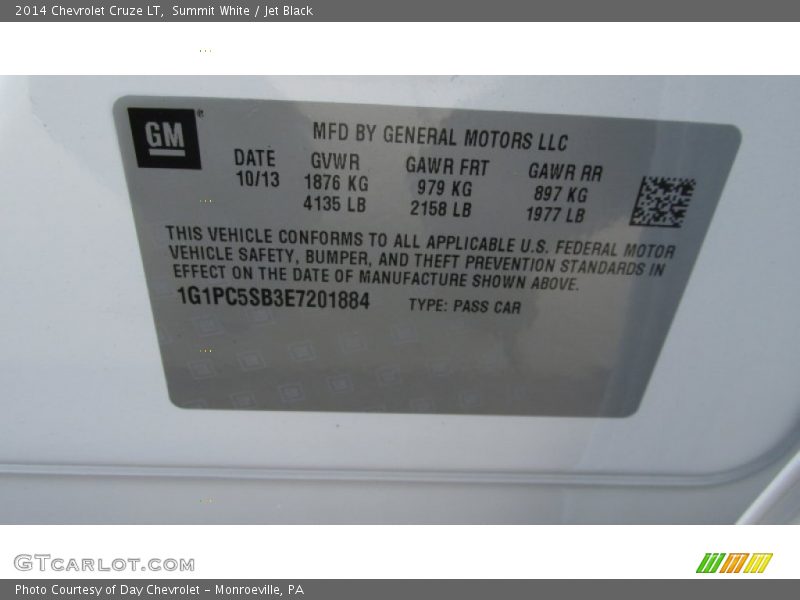 2014 Chevrolet Cruze LT, Summit White / Jet Black
GM®
MFD BY GENERAL MOTORS LLC
DATE GVWR GAWR FRT GAWR RR
10/13 1876 KG 979 KG 897 KG
4135 LB 2158 LB 1977 LB
THIS VEHICLE CONFORMS TO ALL APPLICABLE U.S. FEDERAL MOTOR
VEHICLE SAFETY, BUMPER, AND THEFT PREVENTION STANDARDS IN
EFFECT ON THE DATE OF MANUFACTURE SHOWN ABOVE.
1G1PC5SB3E7201884 TYPE: PASS CAR
GTCARLOT.COM
Photo Courtesy of Day Chevrolet - Monroeville, PA